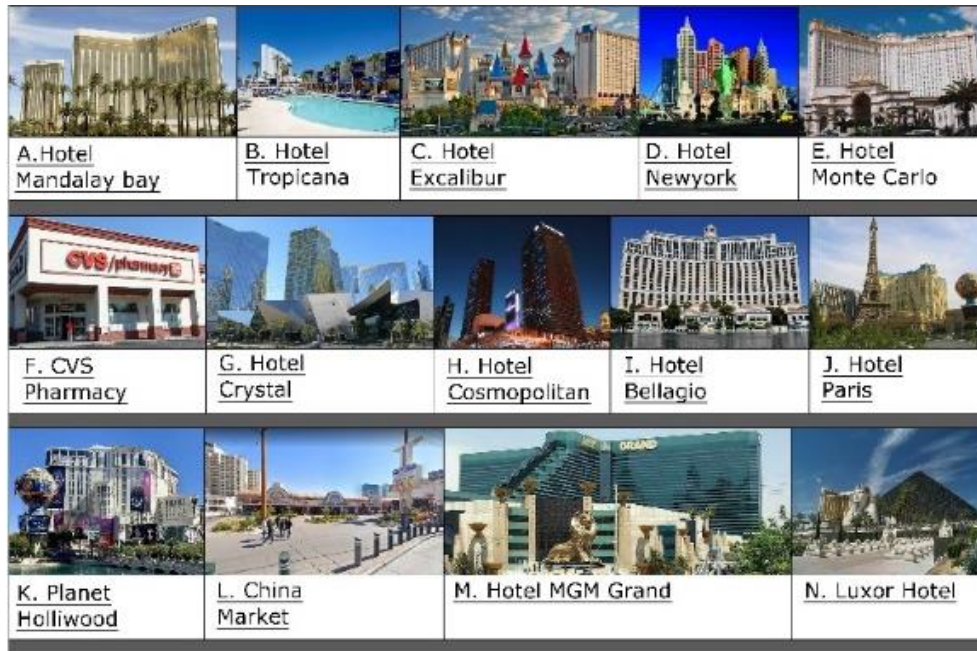 A.Hotel
Mandalay bay
B. Hotel
Tropicana
C. Hotel
Excalibur
D. Hotel
Newyork
E. Hotel
Monte Carlo
CVS/pharmacy
F. CVS
Pharmacy
G. Hotel
Crystal
H. Hotel
Cosmopolitan
I. Hotel
Bellagio
J. Hotel
Paris
GRAND
K. Planet
Holliwood
L. China
Market
M. Hotel MGM Grand
N. Luxor Hotel